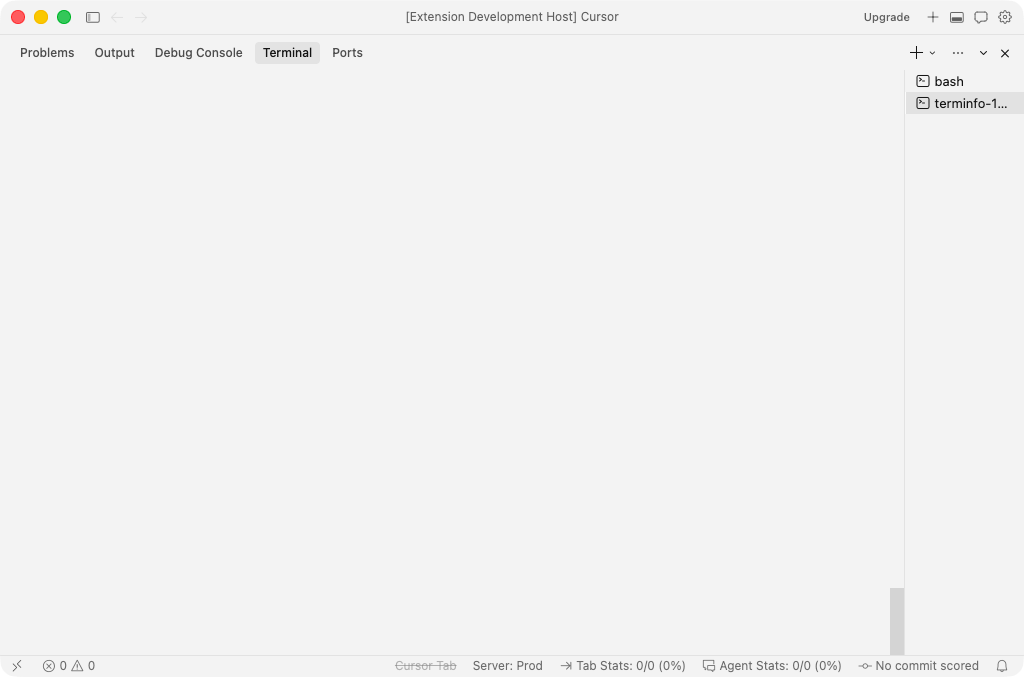 [Extension Development Host] Cursor
Upgrade
Problems Output Debug Console Terminal Ports
bash
terminfo-1...
0 0 Cursor Tab Server: Prod Tab Stats: 0/0 (0%) Agent Stats: 0/0 (0%) No commit scored